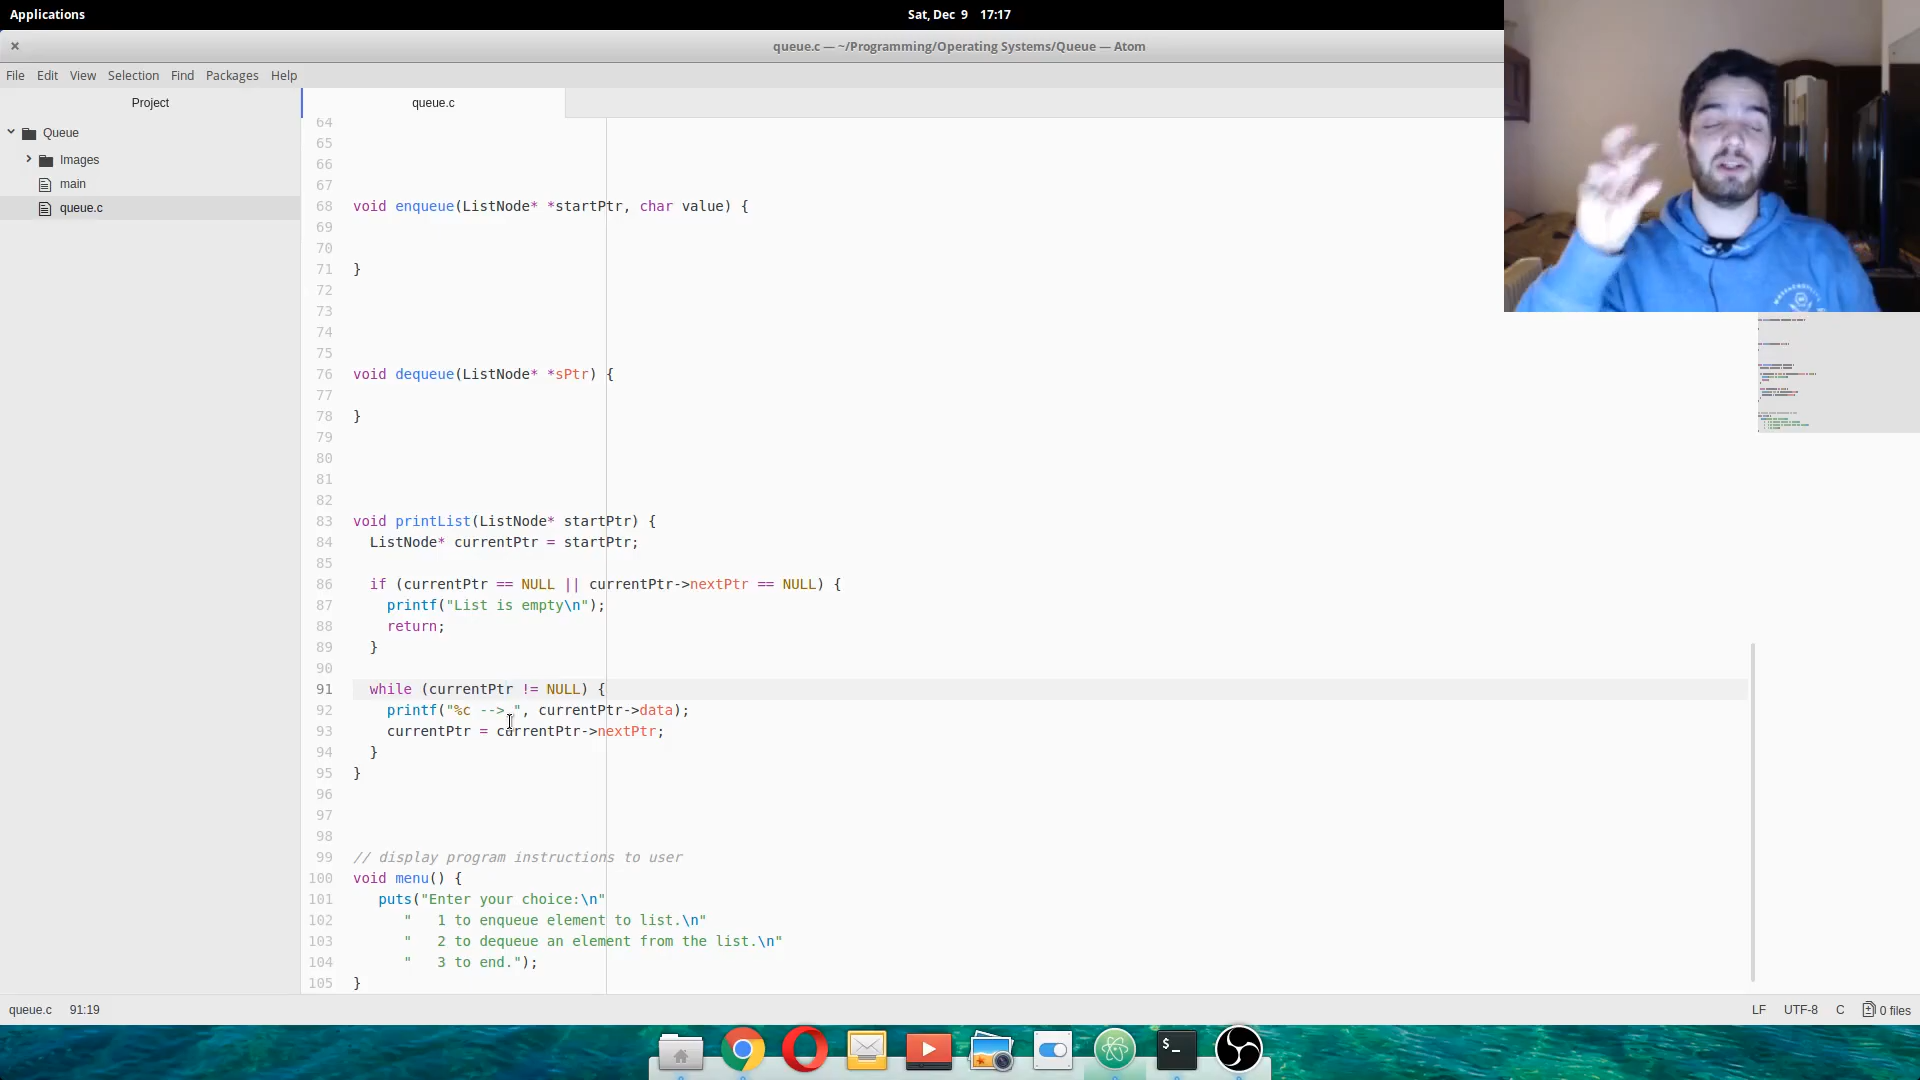 Applications
Sat, Dec 9 17:17
queue.c — ~/Programming/Operating Systems/Queue — Atom
File Edit View Selection Find Packages Help
Project
queue.c
Queue
Images
main
queue.c
64
65
66
67
68 void enqueue(ListNode* *startPtr, char value) {
69
70
71 }
72
73
74
75
76 void dequeue(ListNode* *sPtr) {
77
78 }
79
80
81
82
83 void printList(ListNode* startPtr) {
84 ListNode* currentPtr = startPtr;
85
86 if (currentPtr == NULL || currentPtr->nextPtr == NULL) {
87 printf("List is empty\n");
88 return;
89 }
90
91 while (currentPtr != NULL) {
92 printf("%c --> ", currentPtr->data);
93 currentPtr = currentPtr->nextPtr;
94 }
95 }
96
97
98
99 // display program instructions to user
100 void menu() {
101 puts("Enter your choice:\n"
102 " 1 to enqueue element to list.\n"
103 " 2 to dequeue an element from the list.\n"
104 " 3 to end.");
105 }
queue.c 91:19
LF UTF-8 C 0 files